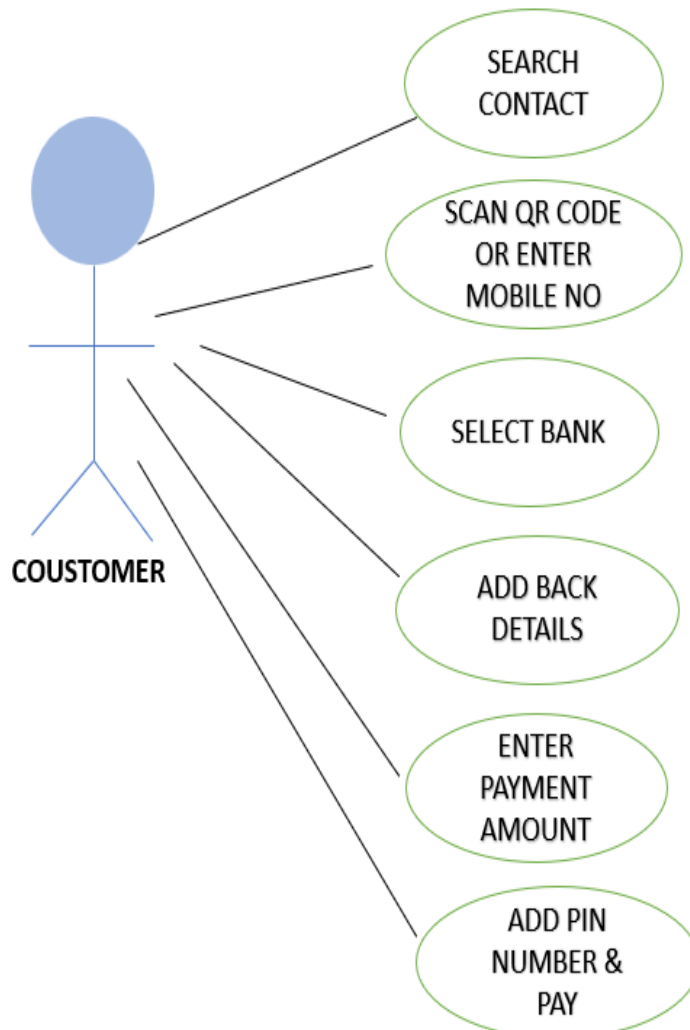 SEARCH
CONTACT
SCAN QR CODE
OR ENTER
MOBILE NO
SELECT BANK
ADD BACK
DETAILS
COUSTOMER
ENTER
PAYMENT
AMOUNT
ADD PIN
NUMBER &
PAY